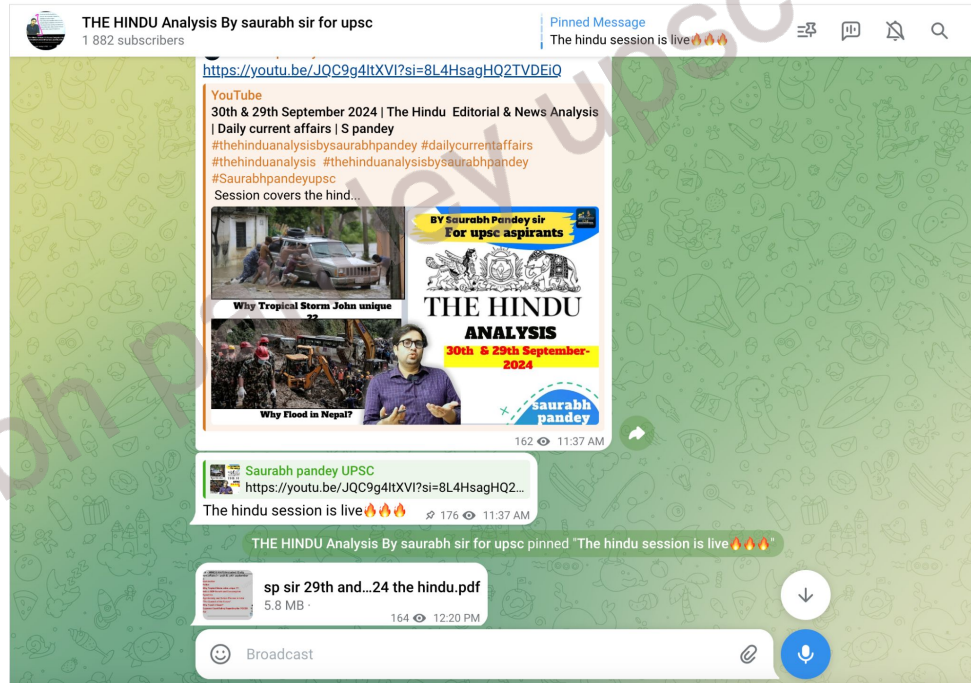 THE HINDU Analysis By saurabh sir for upsc
1 882 subscribers
Pinned Message
The hindu session is live🔥🔥🔥
https://youtu.be/JQC9g4ltXVI?si=8L4HsagHQ2TVDEiQ
YouTube
30th & 29th September 2024 | The Hindu Editorial & News Analysis
| Daily current affairs | S pandey
#thehinduanalysisbysaurabhpandey #dailycurrentaffairs
#thehinduanalysis #thehinduanalysisbysaurabhpandey
#Saurabhpandeyupsc
Session covers the hind...
Why Tropical Storm John unique
??
Why Flood in Nepal?
BY Saurabh Pandey sir
For upsc aspirants
THE HINDU
ANALYSIS
30th & 29th September-
2024
saurabh
pandey
162 11:37 AM
Saurabh pandey UPSC
https://youtu.be/JQC9g4ltXVI?si=8L4HsagHQ2...
The hindu session is live🔥🔥🔥
176 11:37 AM
THE HINDU Analysis By saurabh sir for upsc pinned "The hindu session is live🔥🔥🔥"
sp sir 29th and...24 the hindu.pdf
5.8 MB
164 12:20 PM
Broadcast
ph pandey upsc